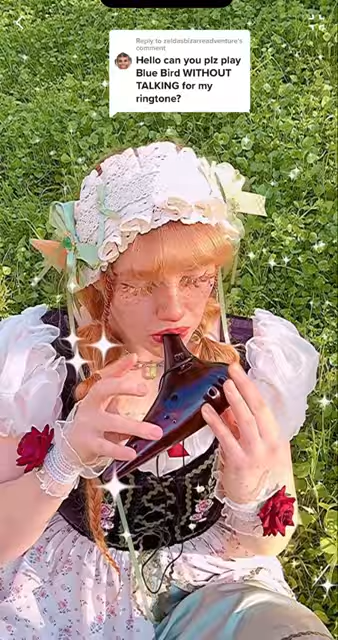 Reply to zeldasbizarreadventure's
comment
Hello can you plz play
Blue Bird WITHOUT
TALKING for my
ringtone?